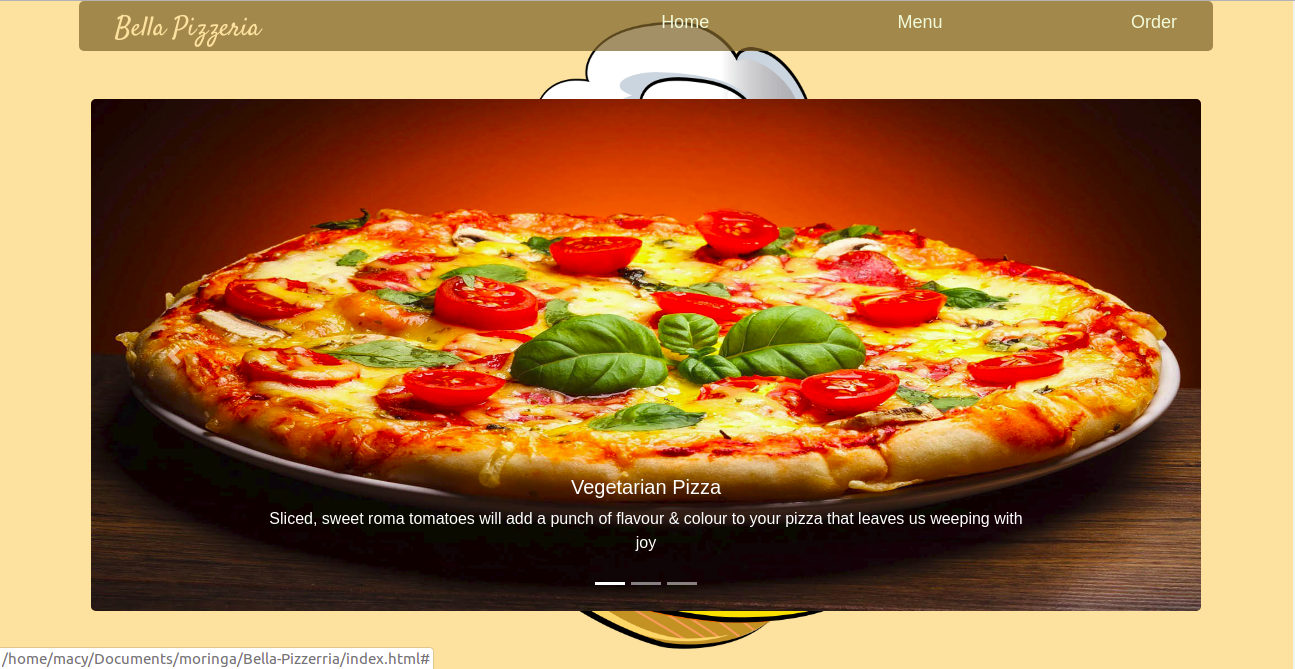 Bella Pizzeria
Home
Menu
Order
Vegetarian Pizza
Sliced, sweet roma tomatoes will add a punch of flavour & colour to your pizza that leaves us weeping with
joy
/home/macy/Documents/moringa/Bella-Pizzerria/index.html#